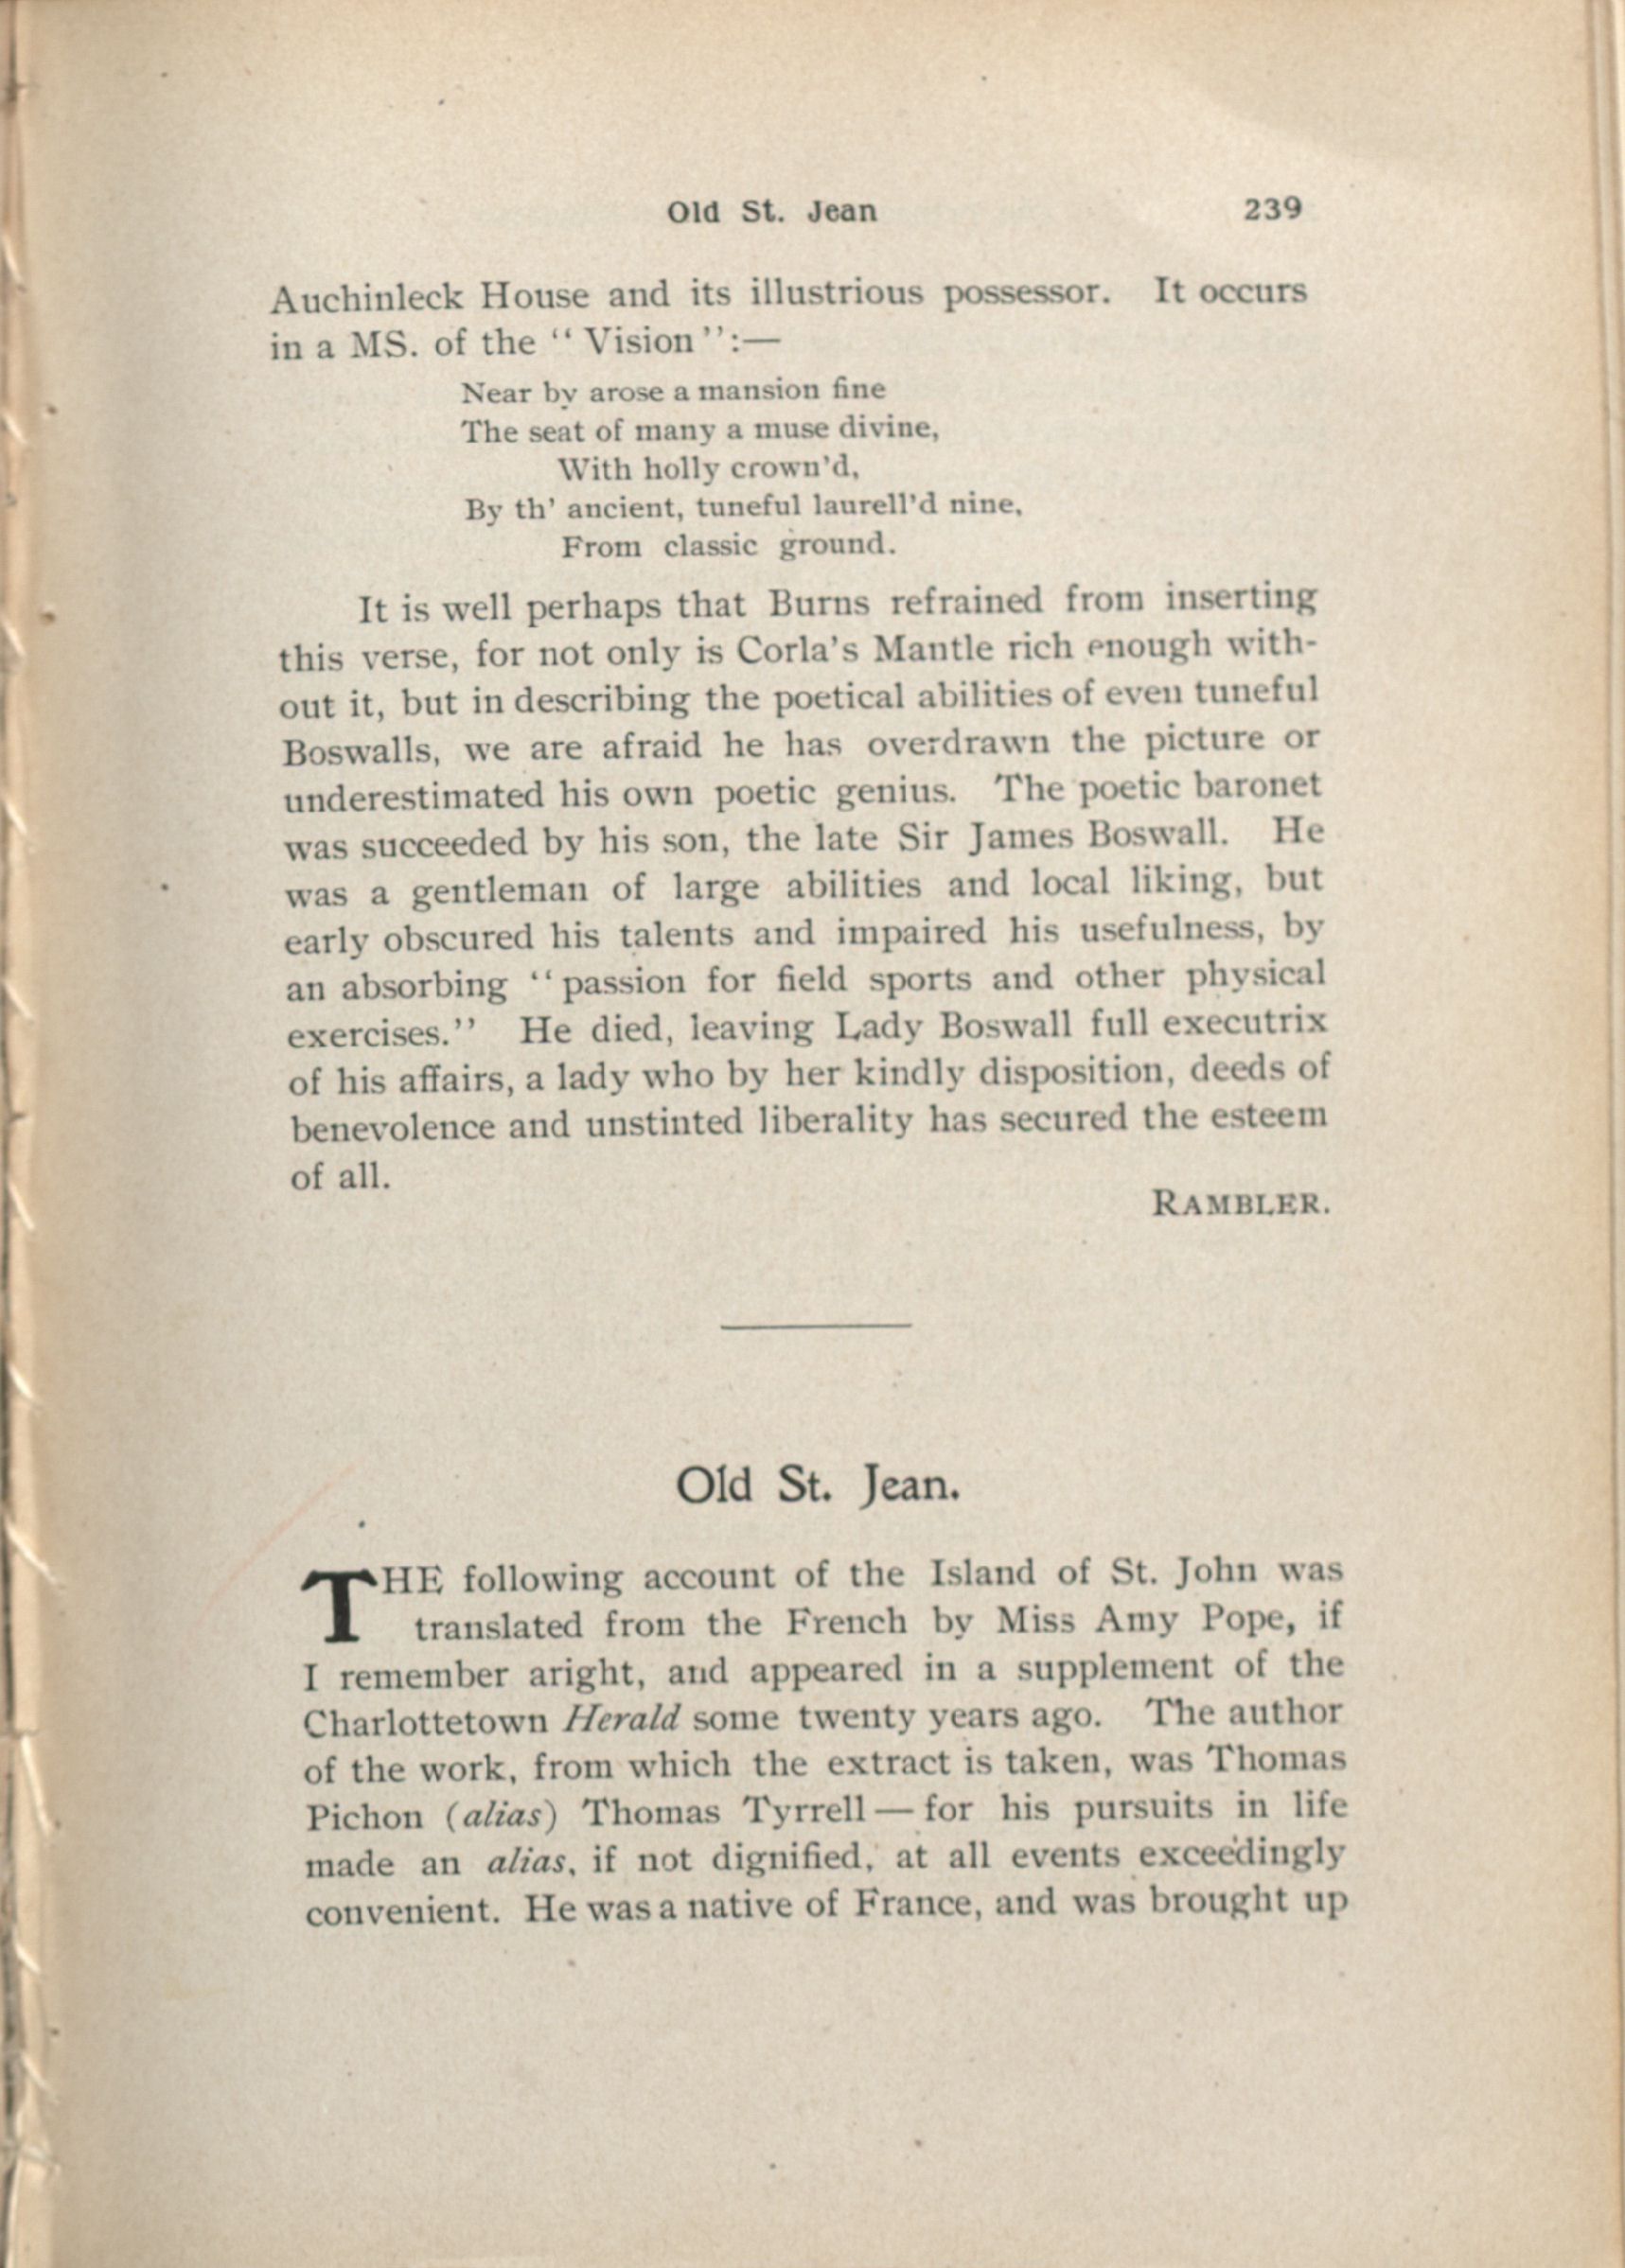 Old St. Jean 239
Auchinleck House and its illustrious possessor. It occurs
in a MS. of the "Vision":—
Near by arose a mansion fine
The seat of many a muse divine,
With holly crown'd,
By th' ancient, tuneful laurell'd nine,
From classic ground.
It is well perhaps that Burns refrained from inserting
this verse, for not only is Corla's Mantle rich enough with-
out it, but in describing the poetical abilities of even tuneful
Boswalls, we are afraid he has overdrawn the picture or
underestimated his own poetic genius. The poetic baronet
was succeeded by his son, the late Sir James Boswall. He
was a gentleman of large abilities and local liking, but
early obscured his talents and impaired his usefulness, by
an absorbing "passion for field sports and other physical
exercises." He died, leaving Lady Boswall full executrix
of his affairs, a lady who by her kindly disposition, deeds of
benevolence and unstinted liberality has secured the esteem
of all.
RAMBLER.
Old St. Jean.
THE following account of the Island of St. John was
translated from the French by Miss Amy Pope, if
I remember aright, and appeared in a supplement of the
Charlottetown Herald some twenty years ago. The author
of the work, from which the extract is taken, was Thomas
Pichon (alias) Thomas Tyrrell — for his pursuits in life
made an alias, if not dignified, at all events exceedingly
convenient. He was a native of France, and was brought up